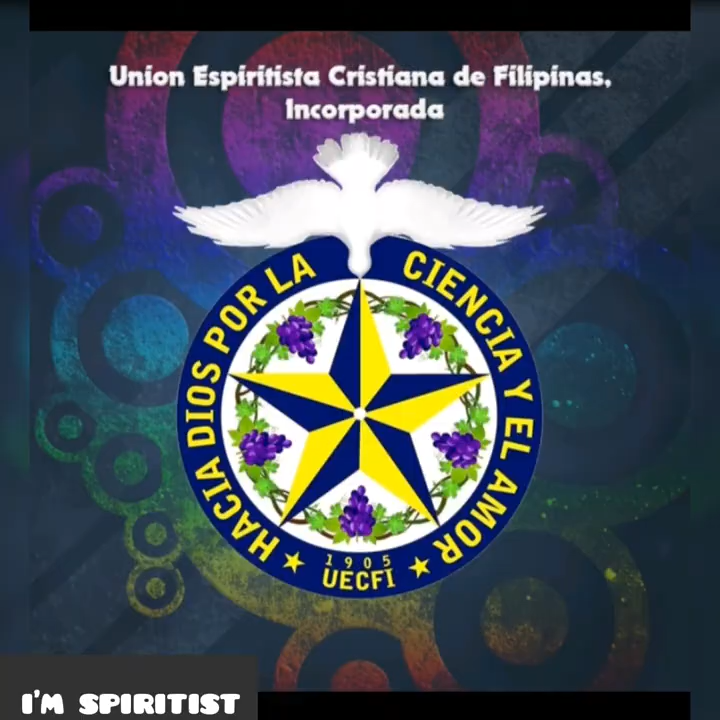 Union Espiritista Cristiana de Filipinas,
Incorporada
HACIA DIOS POR LA CIENCIA Y EL AMOR
1905
UECFI
I'M SPIRITIST